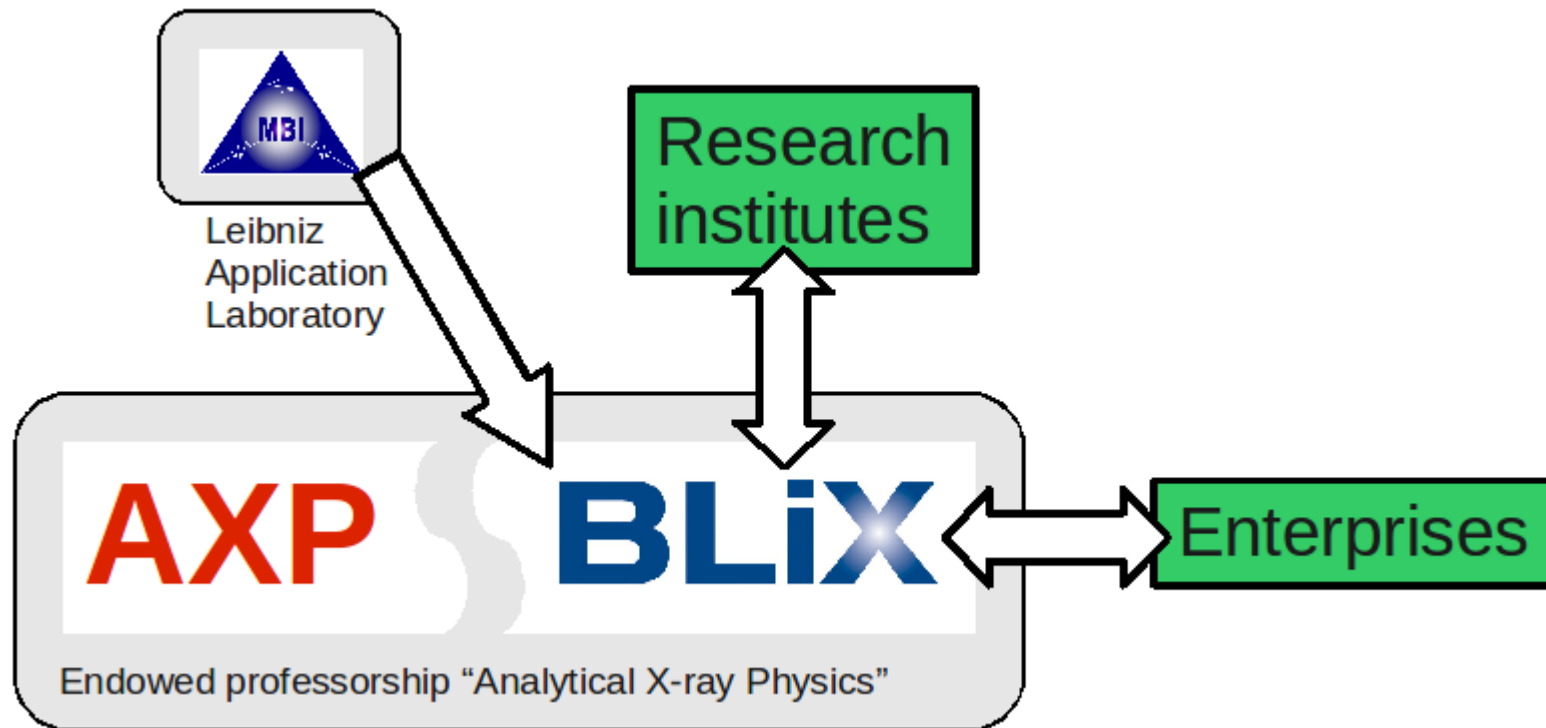 MBI
Leibniz
Application
Laboratory
Research
institutes
AXP
BLiX
Enterprises
Endowed professorship “Analytical X-ray Physics”